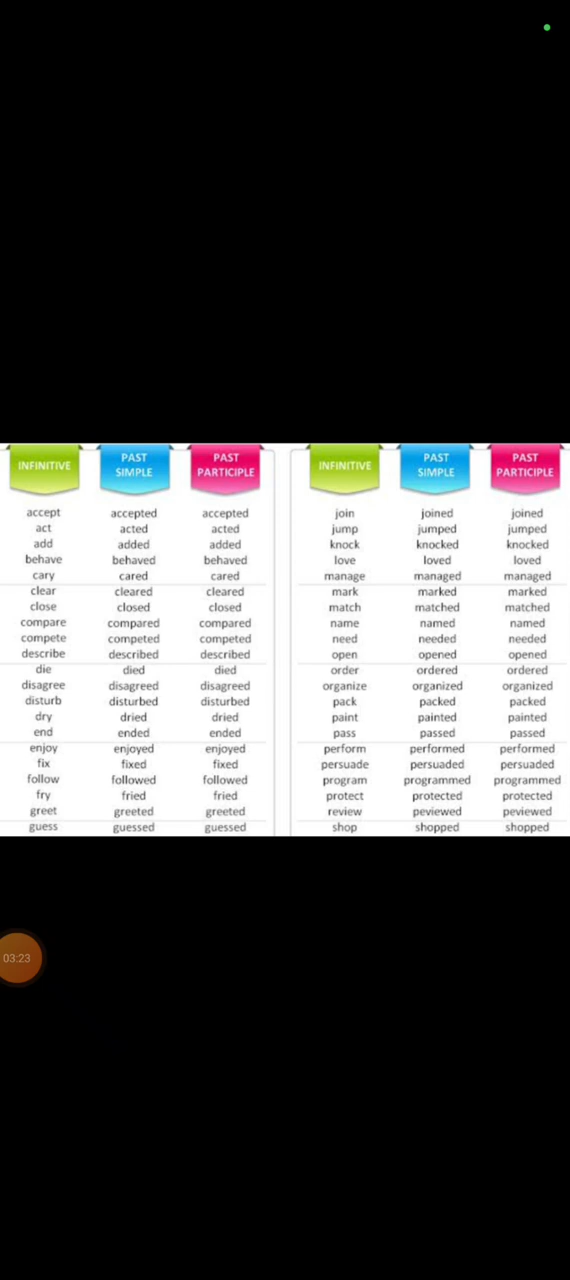 INFINITIVE PAST SIMPLE PAST PARTICIPLE
accept accepted accepted
act acted acted
add added added
behave behaved behaved
cary cared cared
clear cleared cleared
close closed closed
compare compared compared
compete competed competed
describe described described
die died died
disagree disagreed disagreed
disturb disturbed disturbed
dry dried dried
end ended ended
enjoy enjoyed enjoyed
fix fixed fixed
follow followed followed
fry fried fried
greet greeted greeted
guess guessed guessed
INFINITIVE PAST SIMPLE PAST PARTICIPLE
join joined joined
jump jumped jumped
knock knocked knocked
love loved loved
manage managed managed
mark marked marked
match matched matched
name named named
need needed needed
open opened opened
order ordered ordered
organize organized organized
pack packed packed
paint painted painted
pass passed passed
perform performed performed
persuade persuaded persuaded
program programmed programmed
protect protected protected
review peviewed peviewed
shop shopped shopped
03:23